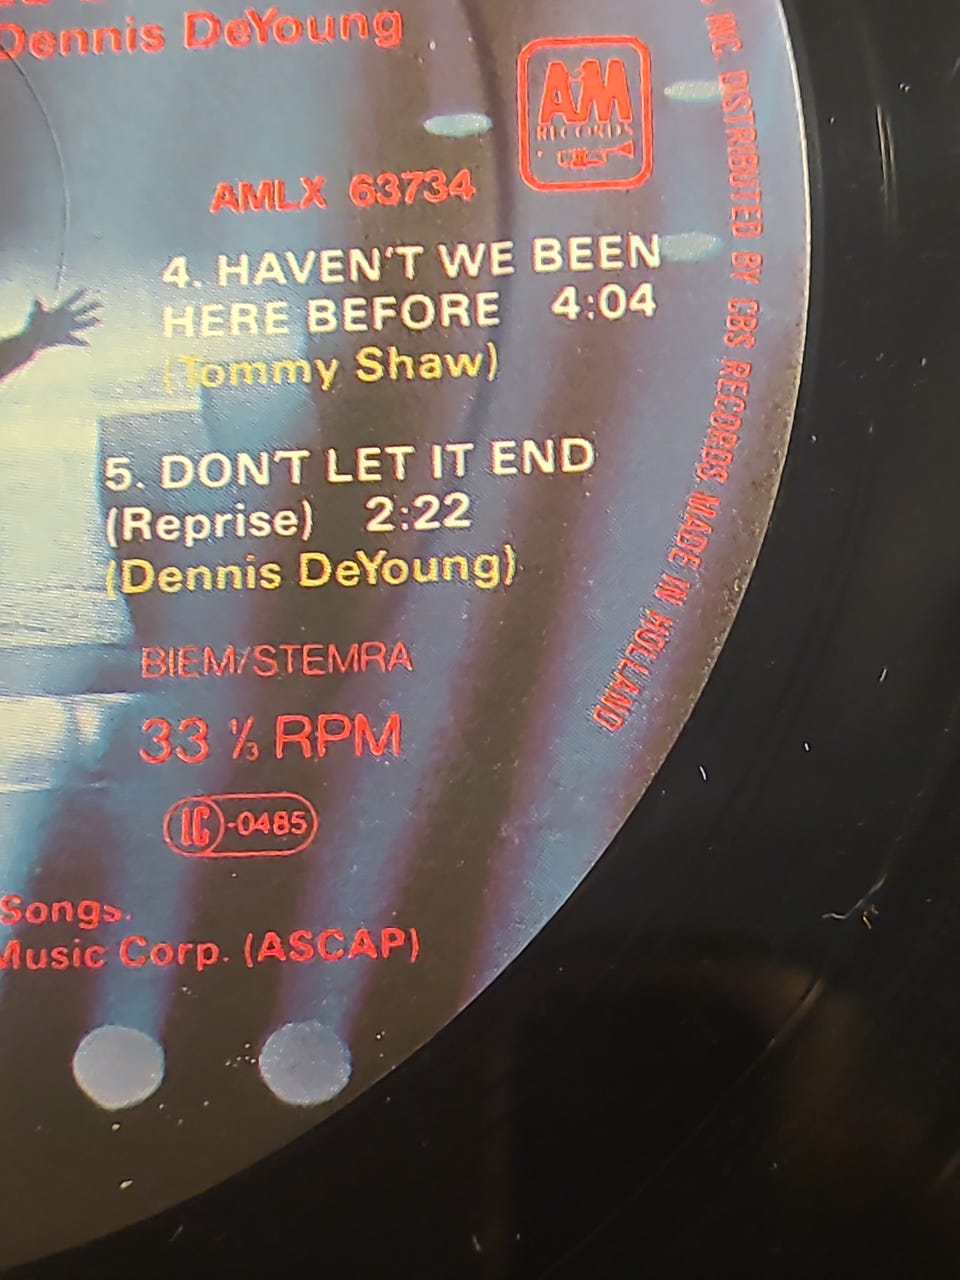 Dennis DeYoung
A&M
RECORDS
AMLX 63734
4. HAVEN'T WE BEEN
HERE BEFORE 4:04
(Tommy Shaw)
5. DON'T LET IT END
(Reprise) 2:22
(Dennis DeYoung)
BIEM/STEMRA
33 ⅓ RPM
IC -0485
Songs.
Music Corp. (ASCAP)
INC. DISTRIBUTED BY CBS RECORDS. MADE IN HOLLAND